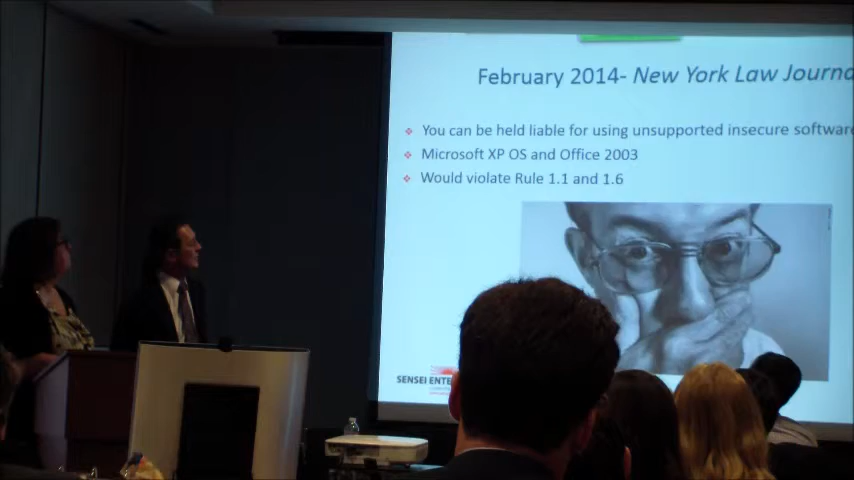 February 2014- New York Law Journa
❖ You can be held liable for using unsupported insecure software
❖ Microsoft XP OS and Office 2003
❖ Would violate Rule 1.1 and 1.6
SENSEI ENTE